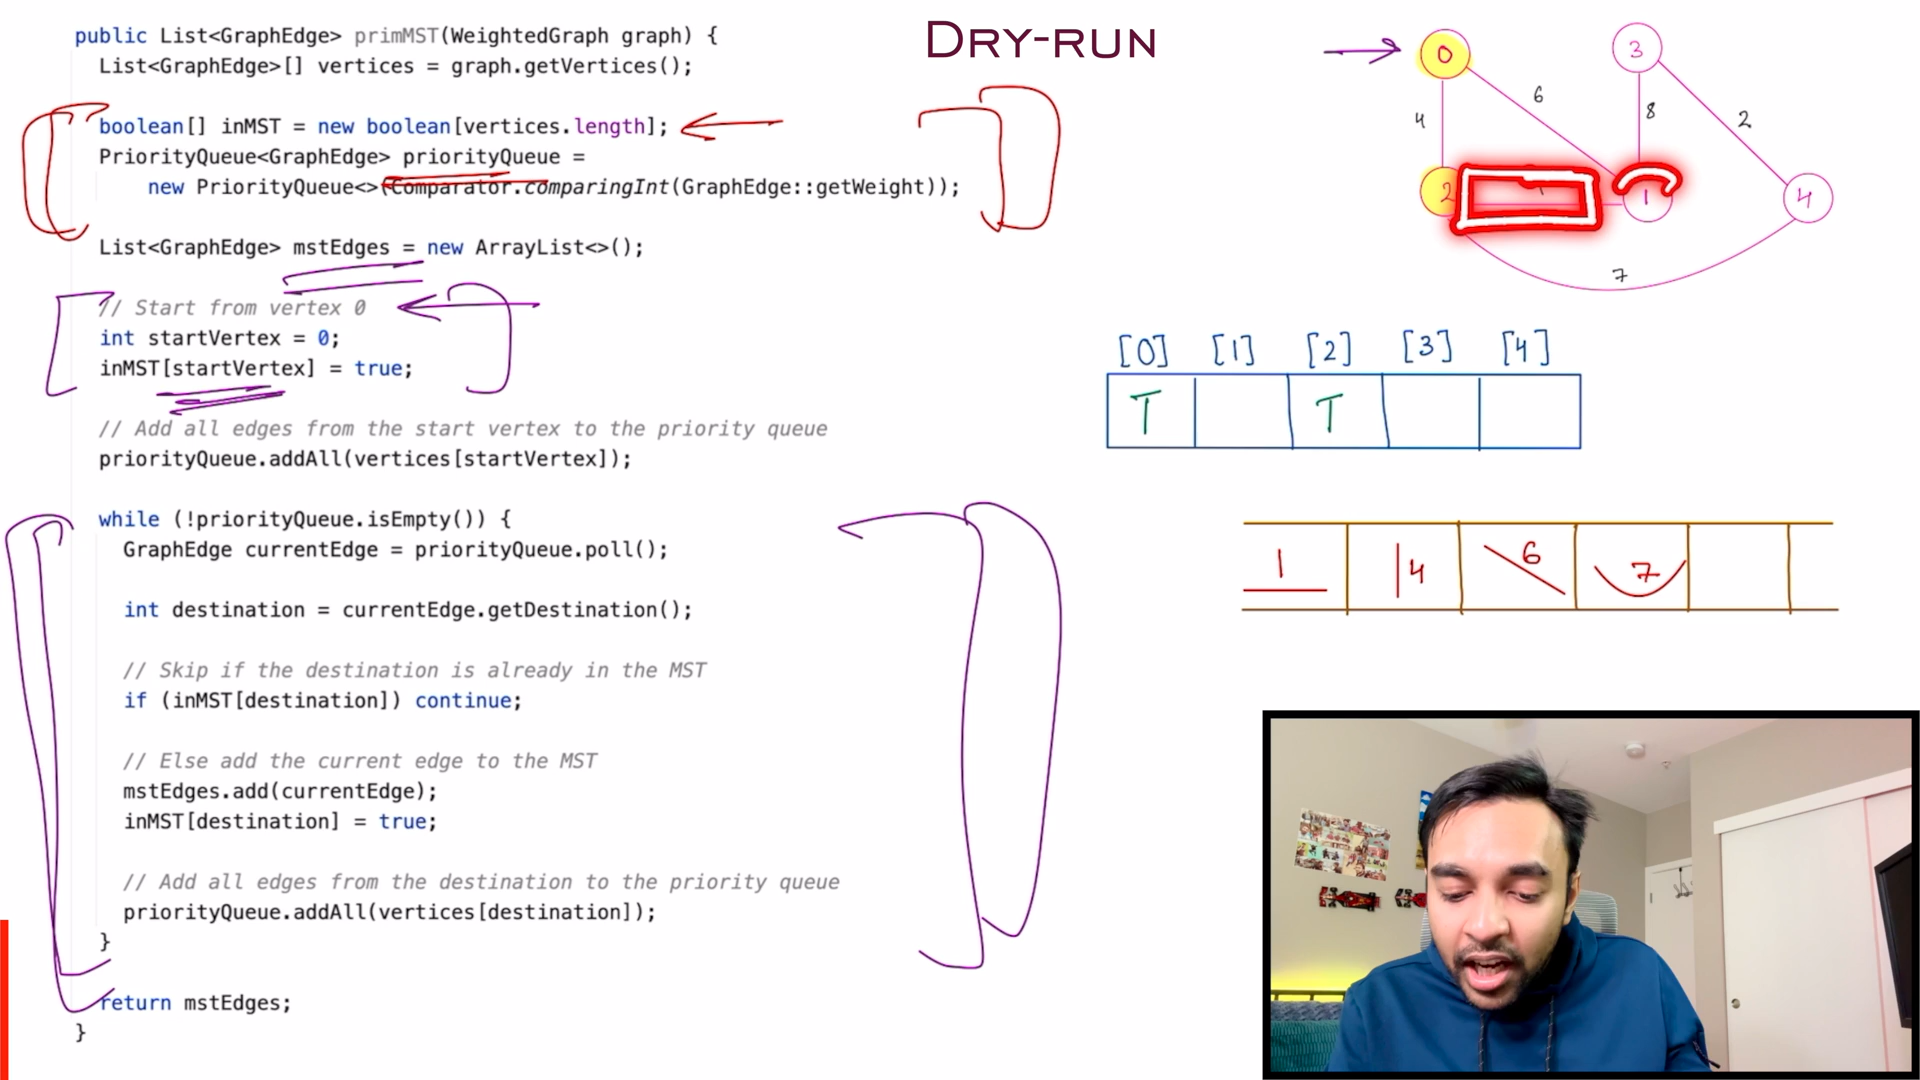 public List<GraphEdge> primMST(WeightedGraph graph) {
List<GraphEdge>[] vertices = graph.getVertices();
boolean[] inMST = new boolean[vertices.length];
PriorityQueue<GraphEdge> priorityQueue =
new PriorityQueue<>(Comparator.comparingInt(GraphEdge::getWeight));
List<GraphEdge> mstEdges = new ArrayList<>();
// Start from vertex 0
int startVertex = 0;
inMST[startVertex] = true;
// Add all edges from the start vertex to the priority queue
priorityQueue.addAll(vertices[startVertex]);
while (!priorityQueue.isEmpty()) {
GraphEdge currentEdge = priorityQueue.poll();
int destination = currentEdge.getDestination();
// Skip if the destination is already in the MST
if (inMST[destination]) continue;
// Else add the current edge to the MST
mstEdges.add(currentEdge);
inMST[destination] = true;
// Add all edges from the destination to the priority queue
priorityQueue.addAll(vertices[destination]);
}
return mstEdges;
}
DRY-RUN
0 3
6
4 8 2
2 1 1 4
7
[0] [1] [2] [3] [4]
T T
1 4 6 7